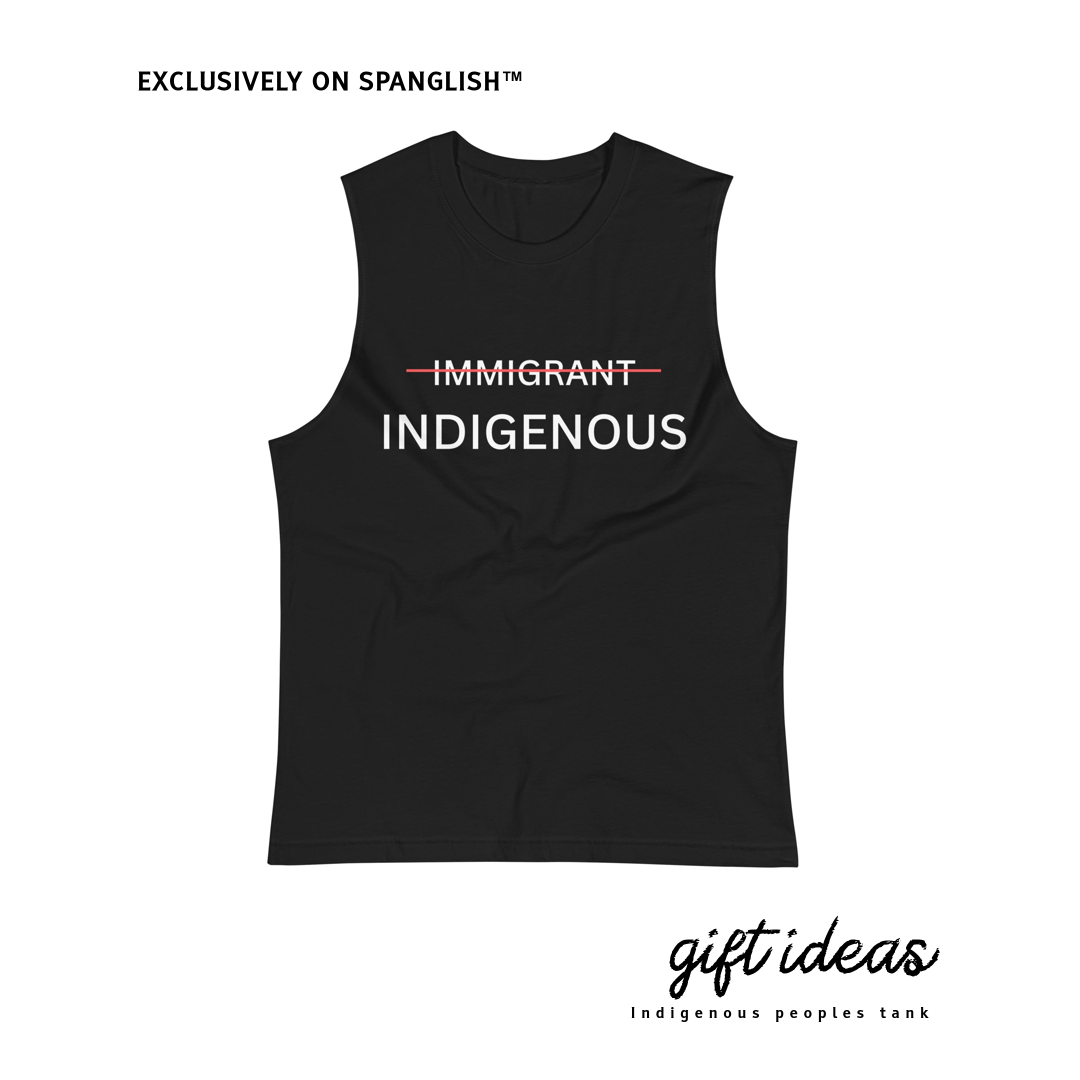 EXCLUSIVELY ON SPANGLISH™
IMMIGRANT
INDIGENOUS
gift ideas
Indigenous peoples tank